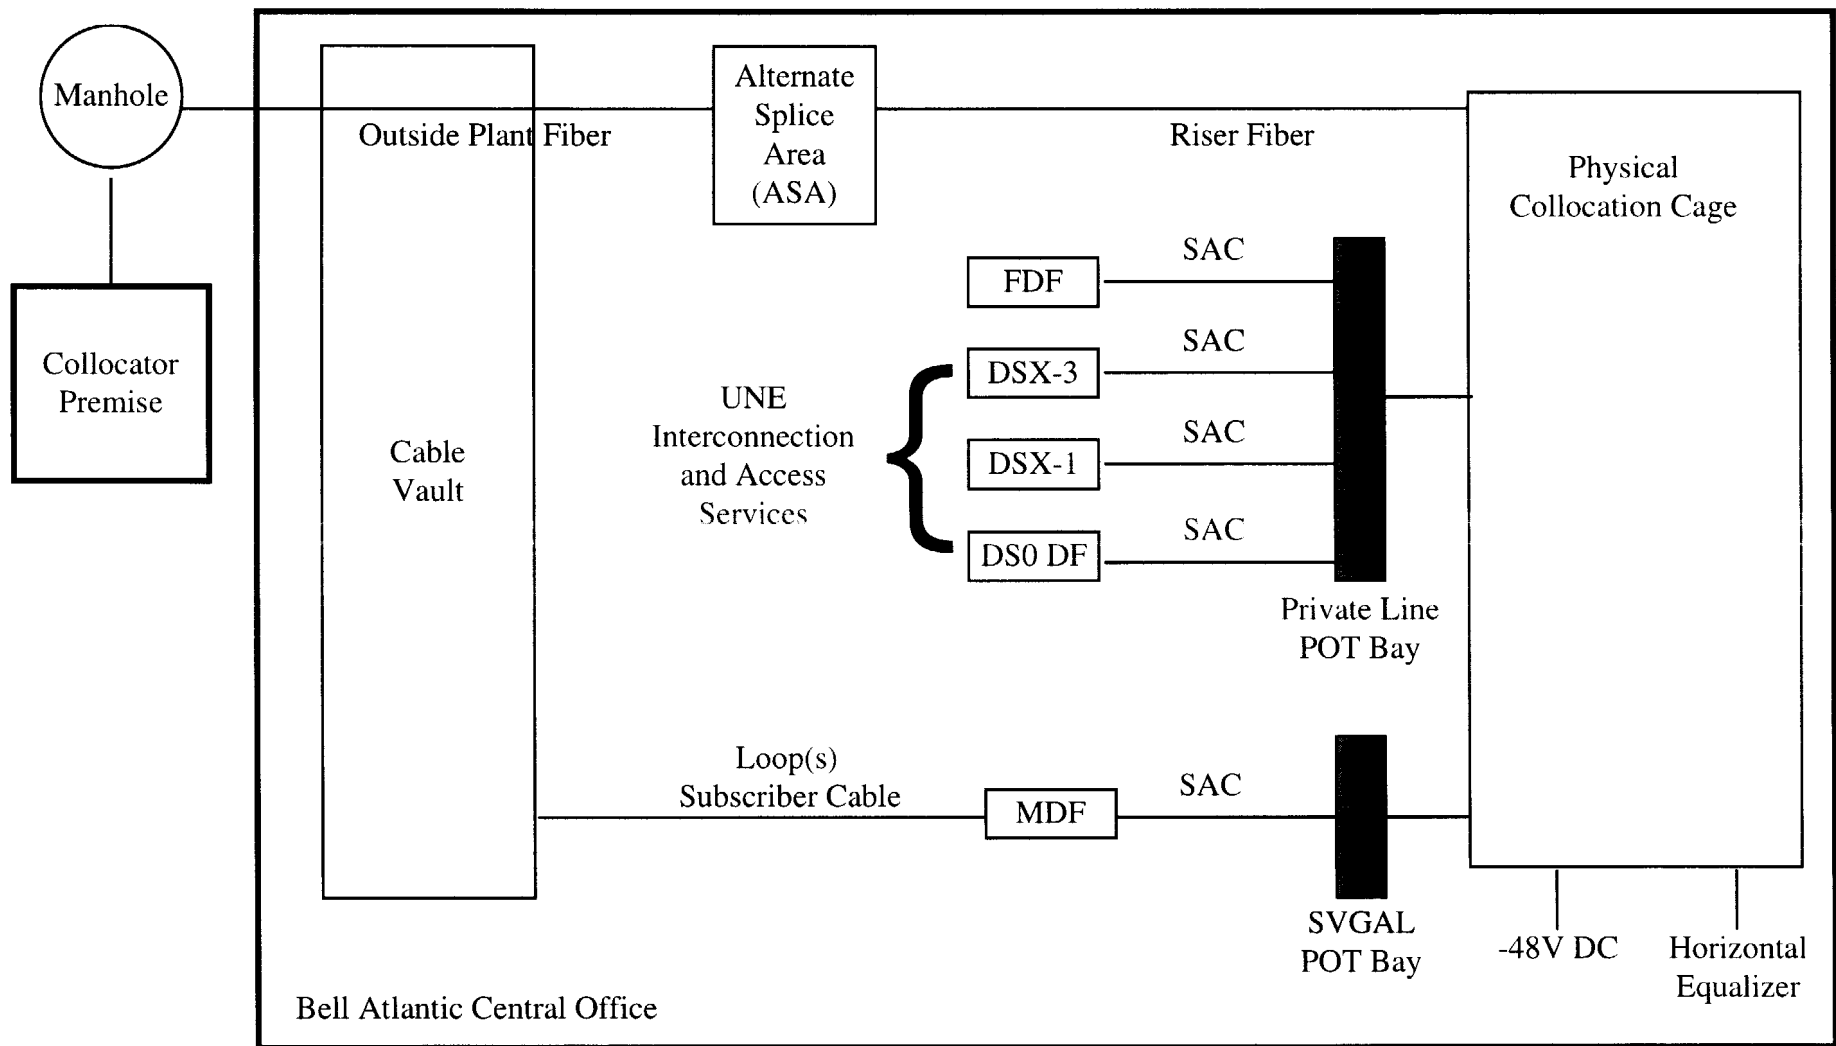 Manhole
Outside Plant Fiber
Alternate
Splice
Area
(ASA)
Riser Fiber
Physical
Collocation Cage
Collocator
Premise
Cable
Vault
UNE
Interconnection
and Access
Services
FDF
SAC
DSX-3
SAC
DSX-1
SAC
DS0 DF
SAC
Private Line
POT Bay
Loop(s)
Subscriber Cable
MDF
SAC
SVGAL
POT Bay
-48V DC
Horizontal
Equalizer
Bell Atlantic Central Office